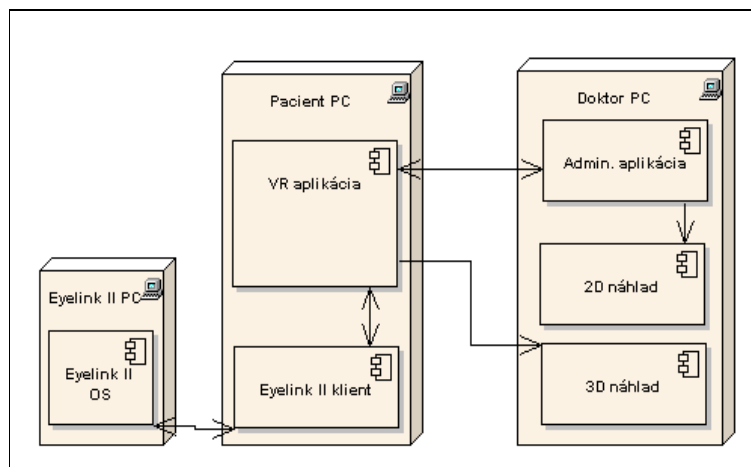 Pacient PC
VR aplikácia
Eyelink II klient
Doktor PC
Admin. aplikácia
2D náhlad
3D náhlad
Eyelink II PC
Eyelink II
OS